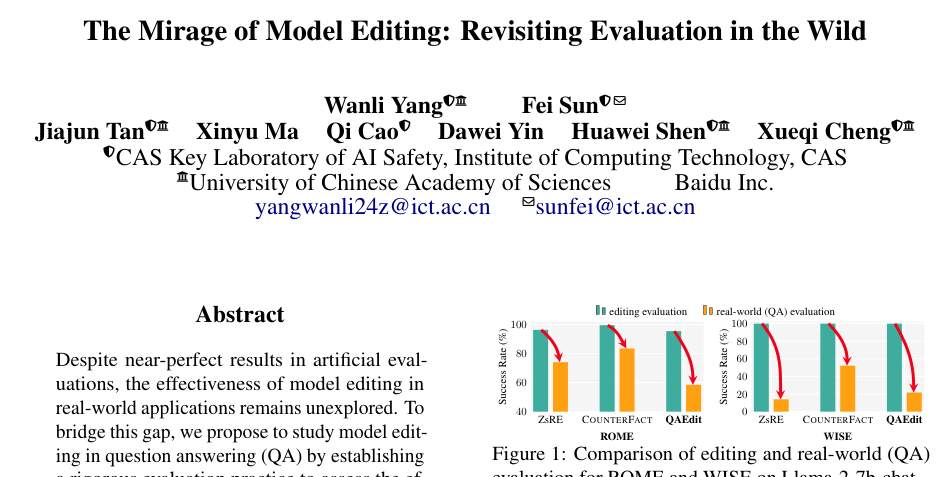 The Mirage of Model Editing: Revisiting Evaluation in the Wild
Wanli Yang Fei Sun
Jiajun Tan Xinyu Ma Qi Cao Dawei Yin Huawei Shen Xueqi Cheng
CAS Key Laboratory of AI Safety, Institute of Computing Technology, CAS
University of Chinese Academy of Sciences Baidu Inc.
yangwanli24z@ict.ac.cn sunfei@ict.ac.cn
Abstract
Despite near-perfect results in artificial eval-
uations, the effectiveness of model editing in
real-world applications remains unexplored. To
bridge this gap, we propose to study model edit-
ing in question answering (QA) by establishing
a rigorous evaluation practice to assess the ef-
editing evaluation real-world (QA) evaluation
Success Rate (%)
100
80
60
40
ZsRE COUNTERFACT QAEdit
ROME
Success Rate (%)
100
80
60
40
20
0
ZsRE COUNTERFACT QAEdit
WISE
Figure 1: Comparison of editing and real-world (QA)
evaluation for ROME and WISE on Llama-2-7b-chat